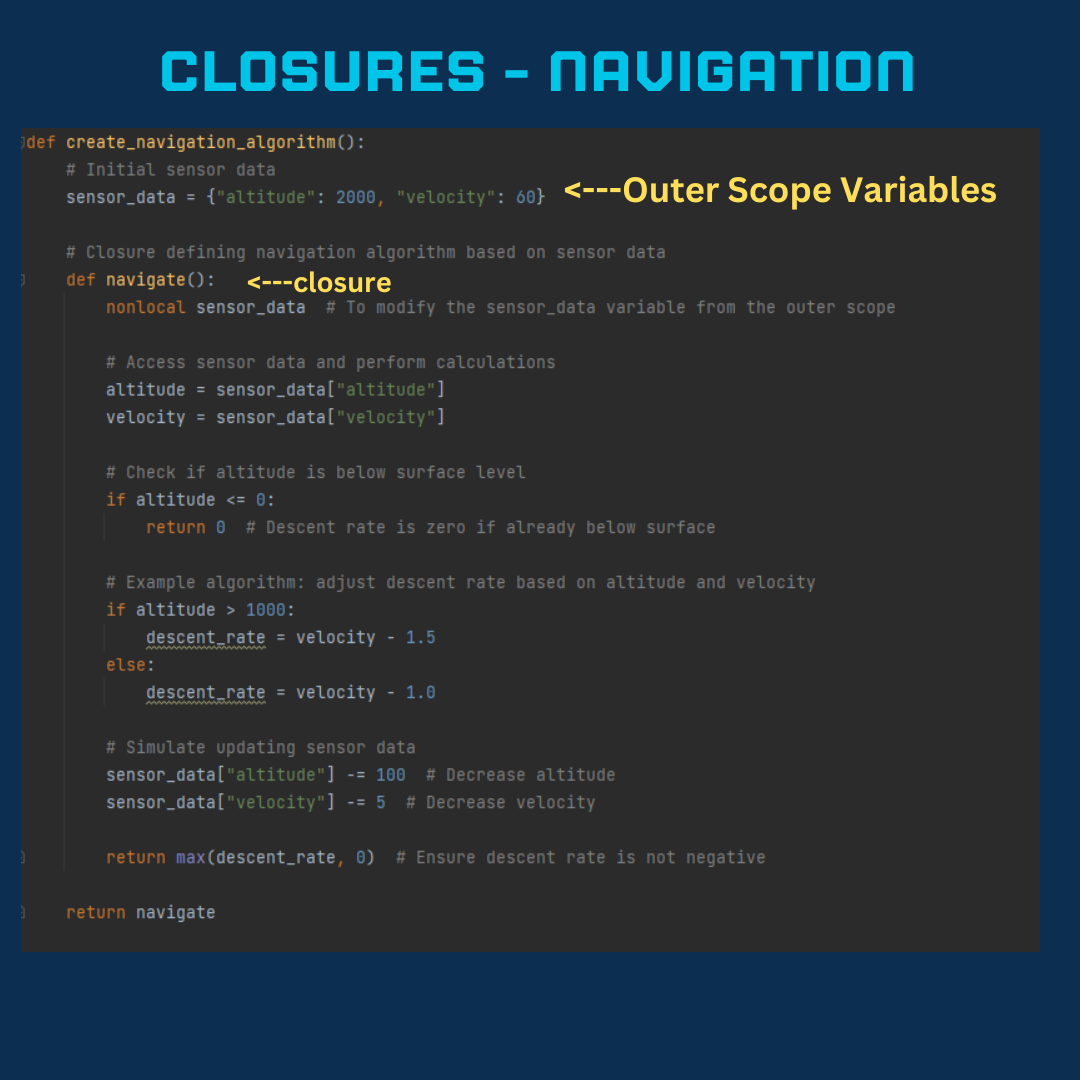 CLOSURES - NAVIGATION
def create_navigation_algorithm():
# Initial sensor data
sensor_data = {"altitude": 2000, "velocity": 60} <---Outer Scope Variables
# Closure defining navigation algorithm based on sensor data
def navigate(): <---closure
nonlocal sensor_data # To modify the sensor_data variable from the outer scope
# Access sensor data and perform calculations
altitude = sensor_data["altitude"]
velocity = sensor_data["velocity"]
# Check if altitude is below surface level
if altitude <= 0:
return 0 # Descent rate is zero if already below surface
# Example algorithm: adjust descent rate based on altitude and velocity
if altitude > 1000:
descent_rate = velocity - 1.5
else:
descent_rate = velocity - 1.0
# Simulate updating sensor data
sensor_data["altitude"] -= 100 # Decrease altitude
sensor_data["velocity"] -= 5 # Decrease velocity
return max(descent_rate, 0) # Ensure descent rate is not negative
return navigate